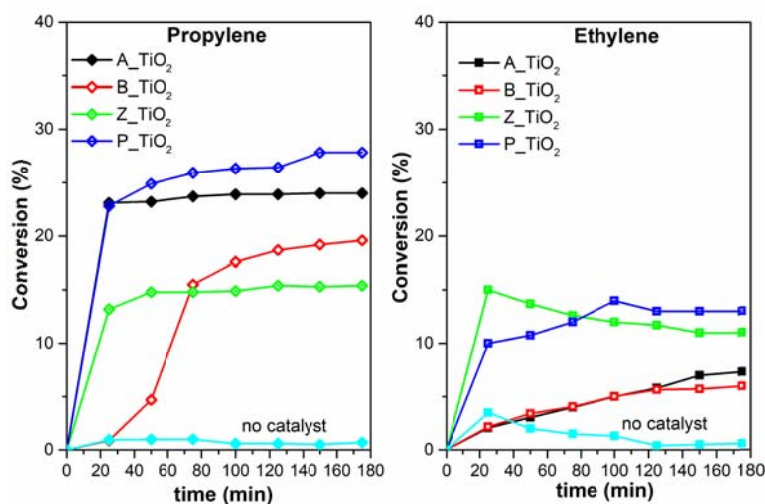 Propylene
A_TiO₂
B_TiO₂
Z_TiO₂
P_TiO₂
no catalyst
Conversion (%)
40
30
20
10
0
0 20 40 60 80 100 120 140 160 180
time (min)
Ethylene
A_TiO₂
B_TiO₂
Z_TiO₂
P_TiO₂
no catalyst
Conversion (%)
40
30
20
10
0
0 20 40 60 80 100 120 140 160 180
time (min)